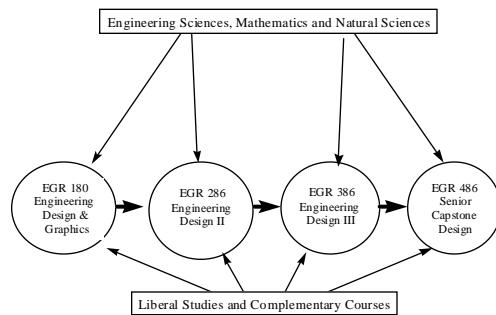 Engineering Sciences, Mathematics and Natural Sciences
EGR 180
Engineering
Design &
Graphics
EGR 286
Engineering
Design II
EGR 386
Engineering
Design III
EGR 486
Senior
Capstone
Design
Liberal Studies and Complementary Courses